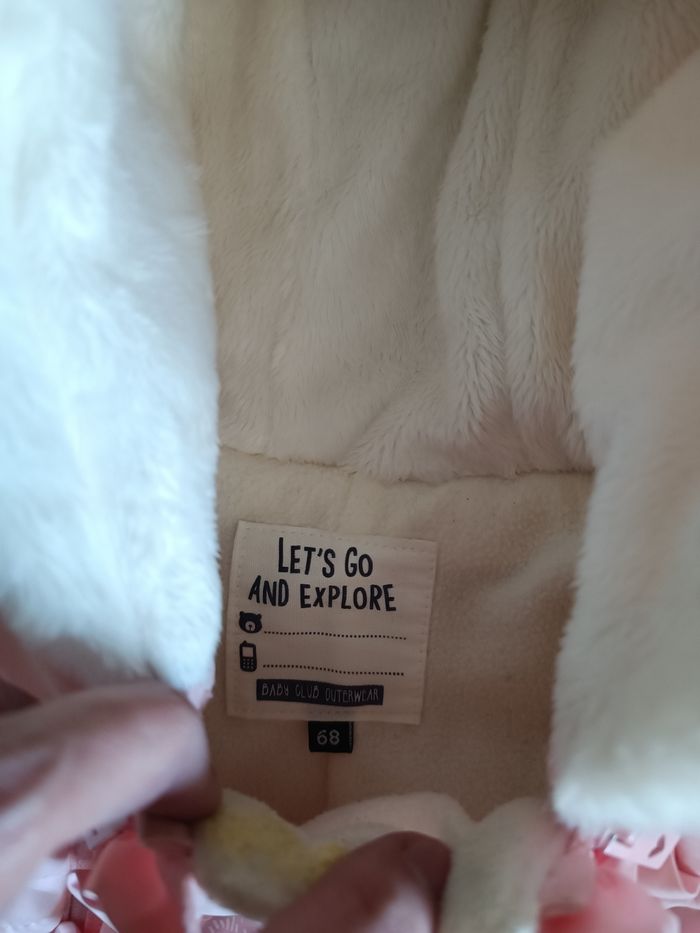 LET'S GO
AND EXPLORE
BABY CLUB OUTERWEAR
68